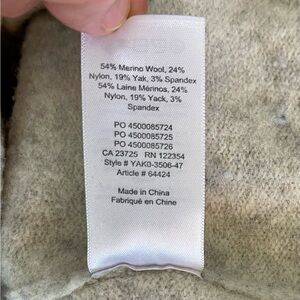 54% Merino Wool, 24%
Nylon, 19% Yak, 3% Spandex
54% Laine Mérinos, 24%
Nylon, 19% Yack, 3%
Spandex
PO 4500085724
PO 4500085725
PO 4500085726
CA 23725 RN 122354
Style # YAK0-3506-47
Article # 64424
Made in China
Fabriqué en Chine